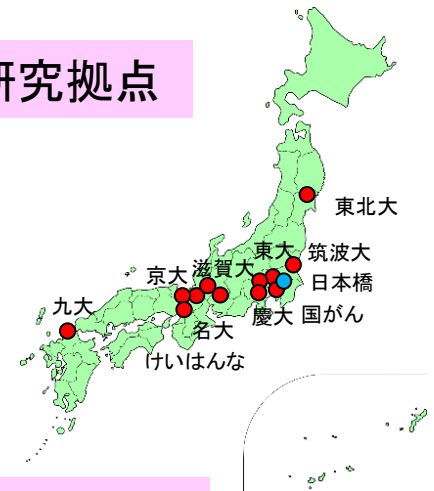 研究拠点
東北大
東大
筑波大
滋賀大
京大
日本橋
九大
慶大
国がん
名大
けいはんな